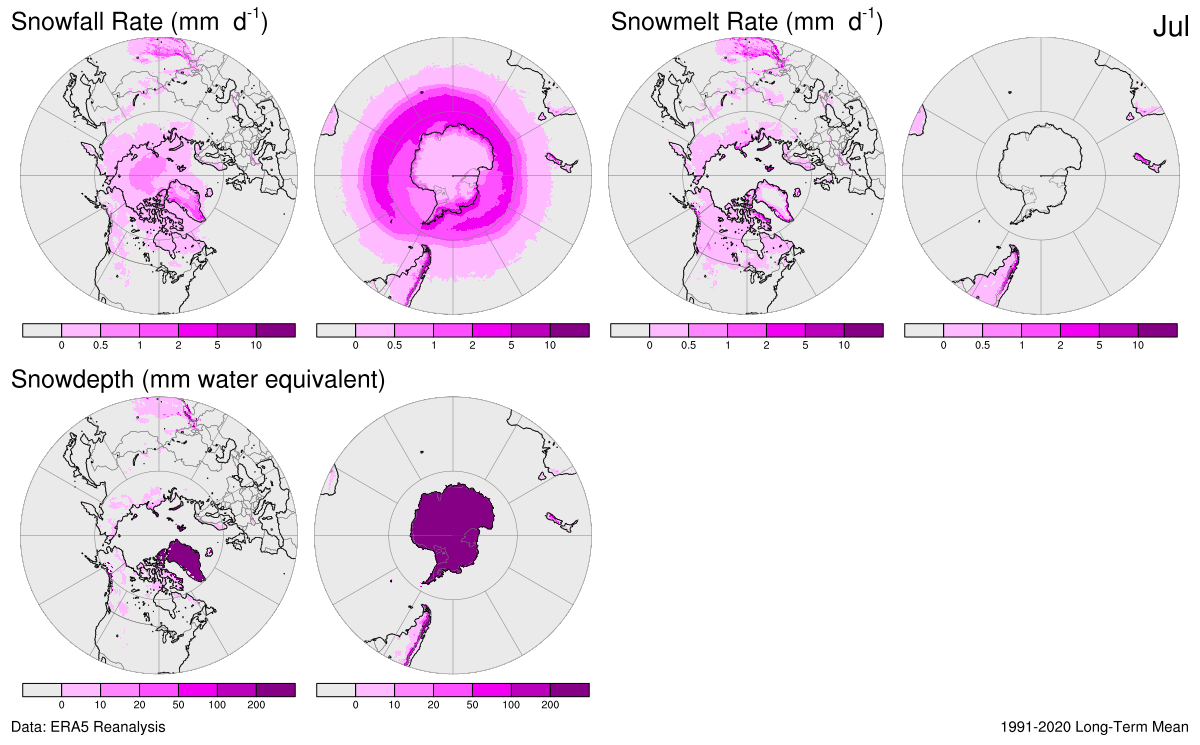 Snowfall Rate (mm d⁻¹)
Snowmelt Rate (mm d⁻¹)
Jul
0 0.5 1 2 5 10
0 0.5 1 2 5 10
0 0.5 1 2 5 10
0 0.5 1 2 5 10
Snowdepth (mm water equivalent)
0 10 20 50 100 200
0 10 20 50 100 200
Data: ERA5 Reanalysis
1991-2020 Long-Term Mean